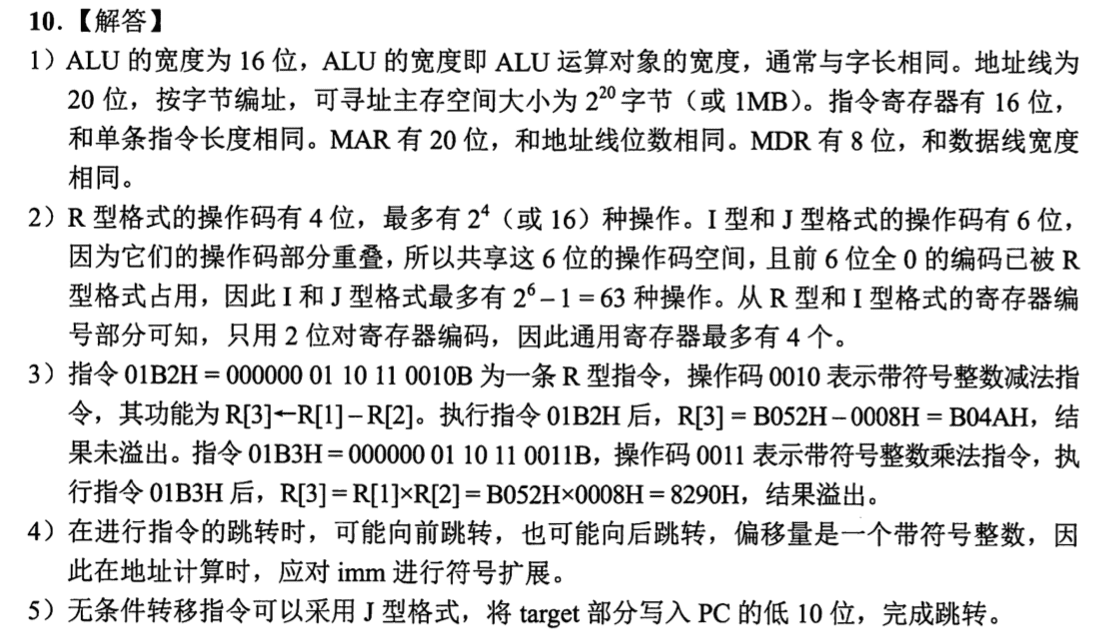 10.【解答】
1）ALU 的宽度为 16 位，ALU 的宽度即 ALU 运算对象的宽度，通常与字长相同。地址线为
20 位，按字节编址，可寻址主存空间大小为 2²⁰ 字节（或 1MB）。指令寄存器有 16 位，
和单条指令长度相同。MAR 有 20 位，和地址线位数相同。MDR 有 8 位，和数据线宽度
相同。
2）R 型格式的操作码有 4 位，最多有 2⁴（或 16）种操作。I 型和 J 型格式的操作码有 6 位，
因为它们的操作码部分重叠，所以共享这 6 位的操作码空间，且前 6 位全 0 的编码已被 R
型格式占用，因此 I 和 J 型格式最多有 2⁶ – 1 = 63 种操作。从 R 型和 I 型格式的寄存器编
号部分可知，只用 2 位对寄存器编码，因此通用寄存器最多有 4 个。
3）指令 01B2H = 000000 01 10 11 0010B 为一条 R 型指令，操作码 0010 表示带符号整数减法指
令，其功能为 R[3]←R[1] – R[2]。执行指令 01B2H 后，R[3] = B052H – 0008H = B04AH，结
果未溢出。指令 01B3H = 000000 01 10 11 0011B，操作码 0011 表示带符号整数乘法指令，执
行指令 01B3H 后，R[3] = R[1]×R[2] = B052H×0008H = 8290H，结果溢出。
4）在进行指令的跳转时，可能向前跳转，也可能向后跳转，偏移量是一个带符号整数，因
此在地址计算时，应对 imm 进行符号扩展。
5）无条件转移指令可以采用 J 型格式，将 target 部分写入 PC 的低 10 位，完成跳转。